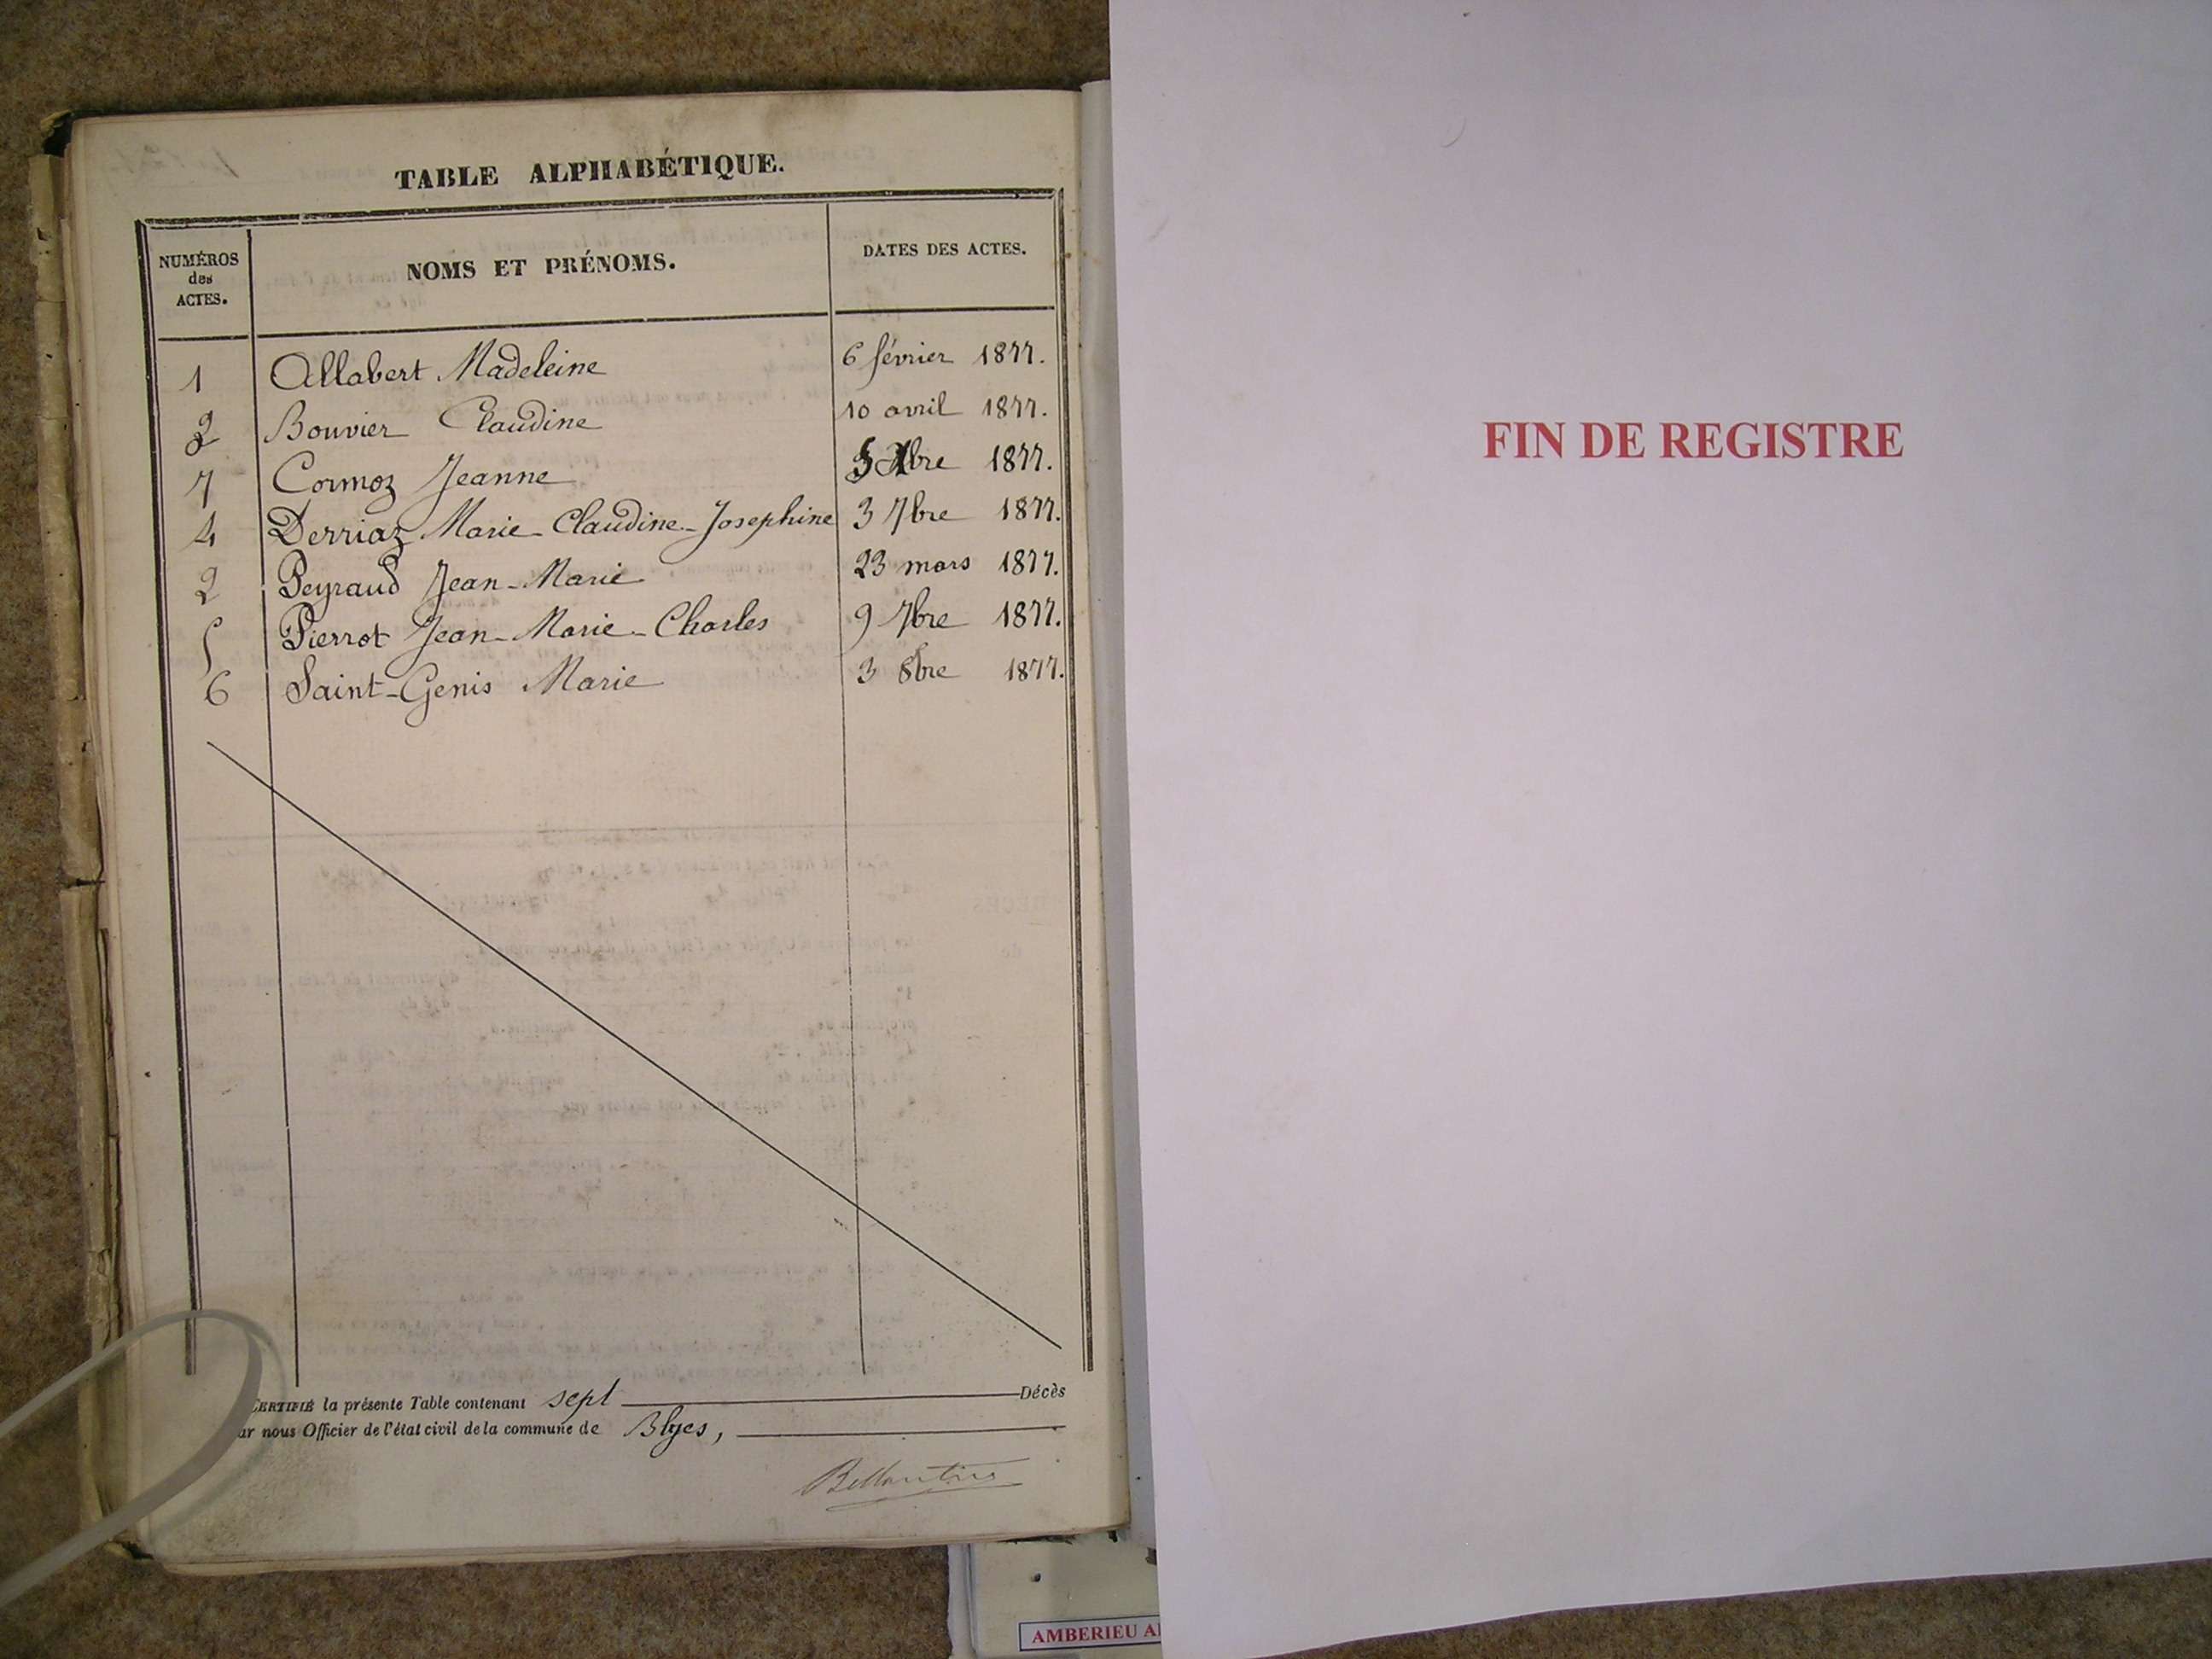 TABLE ALPHABÉTIQUE.
NUMÉROS des ACTES. NOMS ET PRÉNOMS. DATES DES ACTES.
1 Allabert Madeleine 6 février 1877.
Bouvier Claudine 10 avril 1877.
7 Cormoz Jeanne bre 1877.
4 Derriaz Marie-Claudine-Josephine 3 7bre 1877.
2 Peyraud Jean-Marie 23 mars 1877.
5 Pierrot Jean-Marie-Charles 9 7bre 1877.
6 Saint-Genis Marie 3 8bre 1877.
CERTIFIÉ la présente Table contenant sept Décès
ar nous Officier de l'état civil de la commune de Blyes,
FIN DE REGISTRE
AMBERIEU A